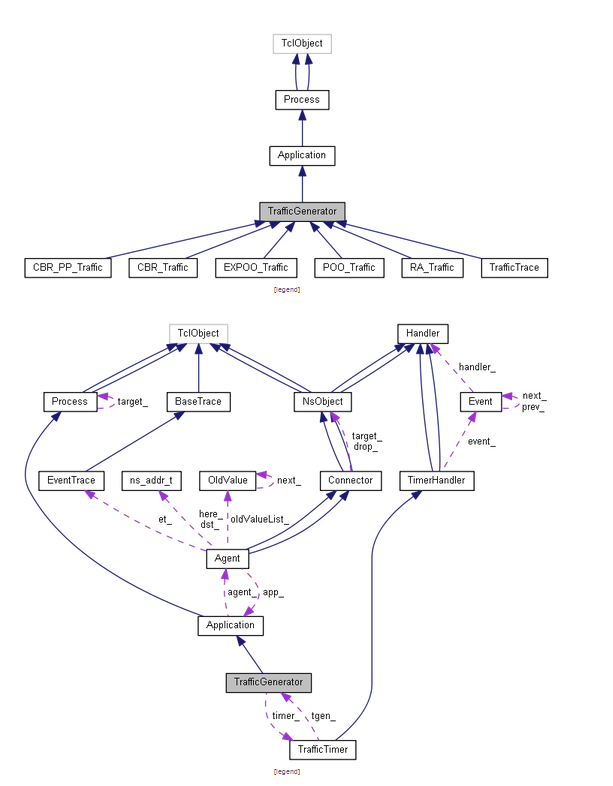 TclObject
Process
Application
TrafficGenerator
CBR_PP_Traffic
CBR_Traffic
EXPOO_Traffic
POO_Traffic
RA_Traffic
TrafficTrace
[legend]
TclObject
Handler
handler_
Process
target_
BaseTrace
NsObject
Event
next_
prev_
target_
drop_
event_
EventTrace
ns_addr_t
OldValue
next_
Connector
TimerHandler
et_
here_
dst_
oldValueList_
Agent
agent_
app_
Application
TrafficGenerator
timer_
tgen_
TrafficTimer
[legend]